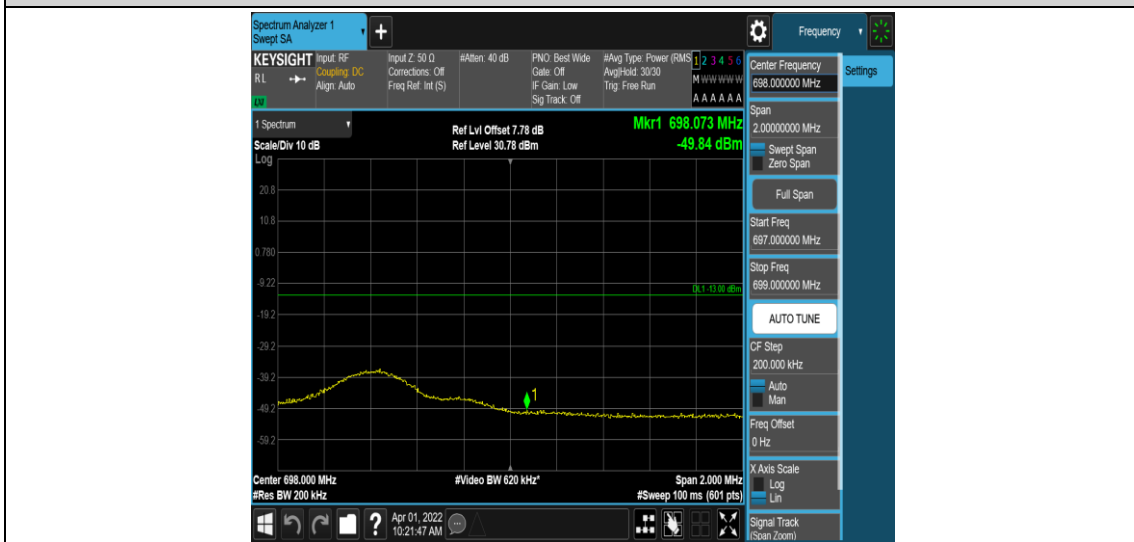 Spectrum Analyzer 1
Swept SA
+
Frequency
KEYSIGHT
RL
LXI
Input: RF
Coupling: DC
Align: Auto
Input Z: 50 Ω
Corrections: Off
Freq Ref: Int (S)
#Atten: 40 dB
PNO: Best Wide
Gate: Off
IF Gain: Low
Sig Track: Off
#Avg Type: Power (RMS
Avg|Hold: 30/30
Trig: Free Run
1 2 3 4 5 6
M W W W W W
A A A A A A
1 Spectrum
Scale/Div 10 dB
Ref Lvl Offset 7.78 dB
Ref Level 30.78 dBm
Mkr1 698.073 MHz
-49.84 dBm
Log
20.8
10.8
0.780
-9.22
DL1 -13.00 dBm
-19.2
-29.2
-39.2
1
-49.2
-59.2
Center 698.000 MHz
#Video BW 620 kHz*
Span 2.000 MHz
#Res BW 200 kHz
#Sweep 100 ms (601 pts)
?
Apr 01, 2022
10:21:47 AM
Center Frequency
698.000000 MHz
Settings
Span
2.00000000 MHz
Swept Span
Zero Span
Full Span
Start Freq
697.000000 MHz
Stop Freq
699.000000 MHz
AUTO TUNE
CF Step
200.000 kHz
Auto
Man
Freq Offset
0 Hz
X Axis Scale
Log
Lin
Signal Track
(Span Zoom)